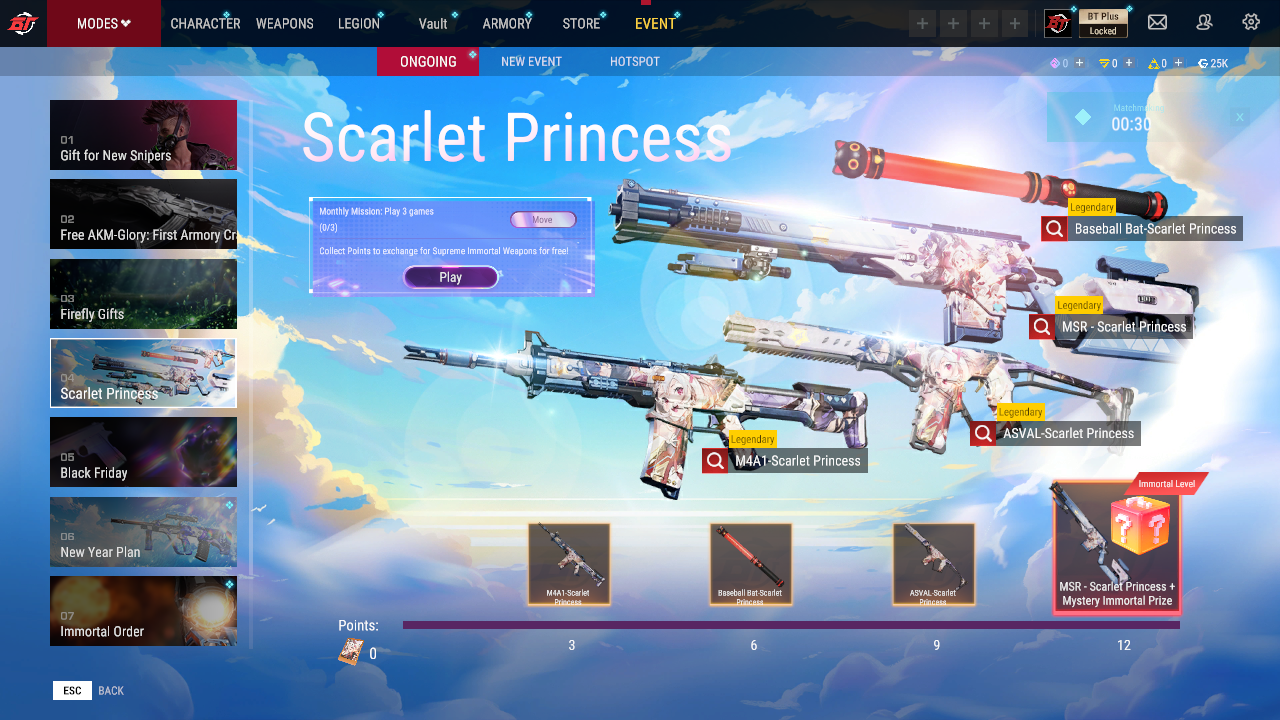 BT
MODES
CHARACTER
WEAPONS
LEGION
Vault
ARMORY
STORE
EVENT
BT
BT Plus
Locked
ONGOING
NEW EVENT
HOTSPOT
0 +
0 +
0 +
25K
Matchmaking
00:30
X
01
Gift for New Snipers
02
Free AKM-Glory: First Armory Cr
03
Firefly Gifts
04
Scarlet Princess
05
Black Friday
06
New Year Plan
07
Immortal Order
Scarlet Princess
Monthly Mission: Play 3 games
(0/3)
Move
Collect Points to exchange for Supreme Immortal Weapons for free!
Play
Legendary
Baseball Bat-Scarlet Princess
Legendary
MSR - Scarlet Princess
Legendary
ASVAL-Scarlet Princess
Legendary
M4A1-Scarlet Princess
M4A1-Scarlet
Princess
Baseball Bat-Scarlet
Princess
ASVAL-Scarlet
Princess
Immortal Level
MSR - Scarlet Princess +
Mystery Immortal Prize
Points:
0
3
6
9
12
ESC
BACK